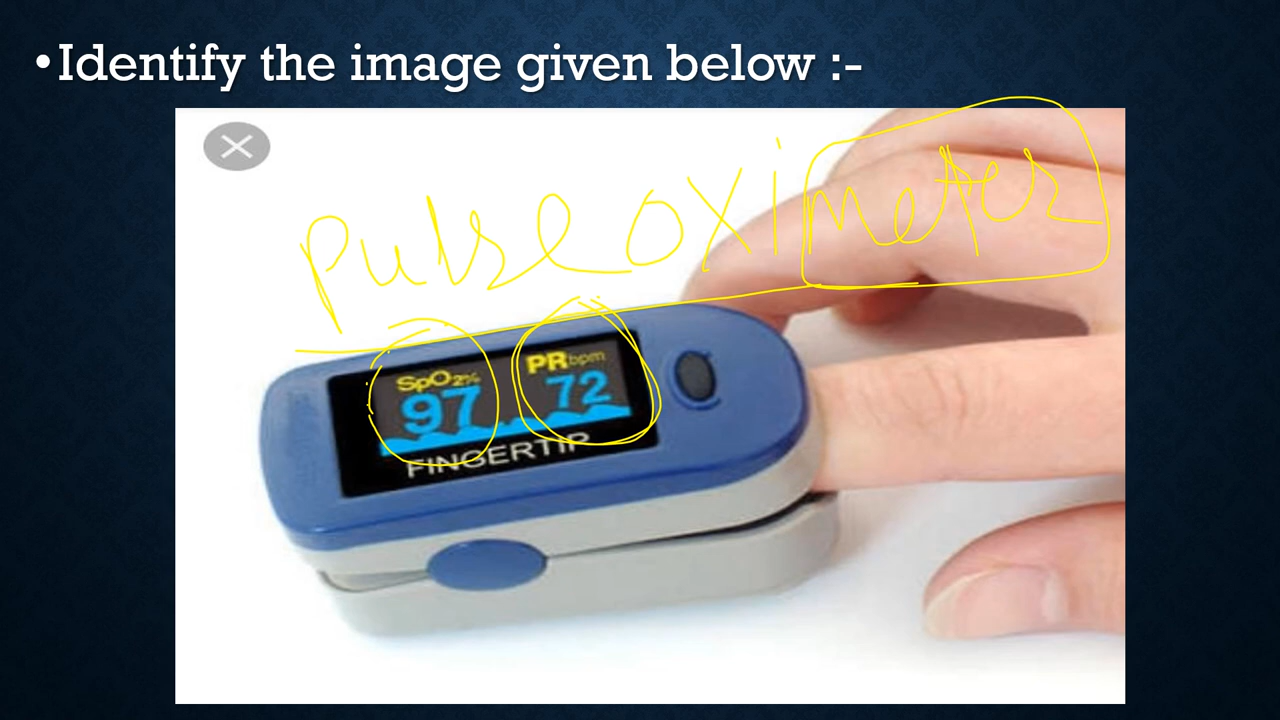 •Identify the image given below :-
pulse oximeter
SpO2% PRbpm
97 72
FINGERTIP